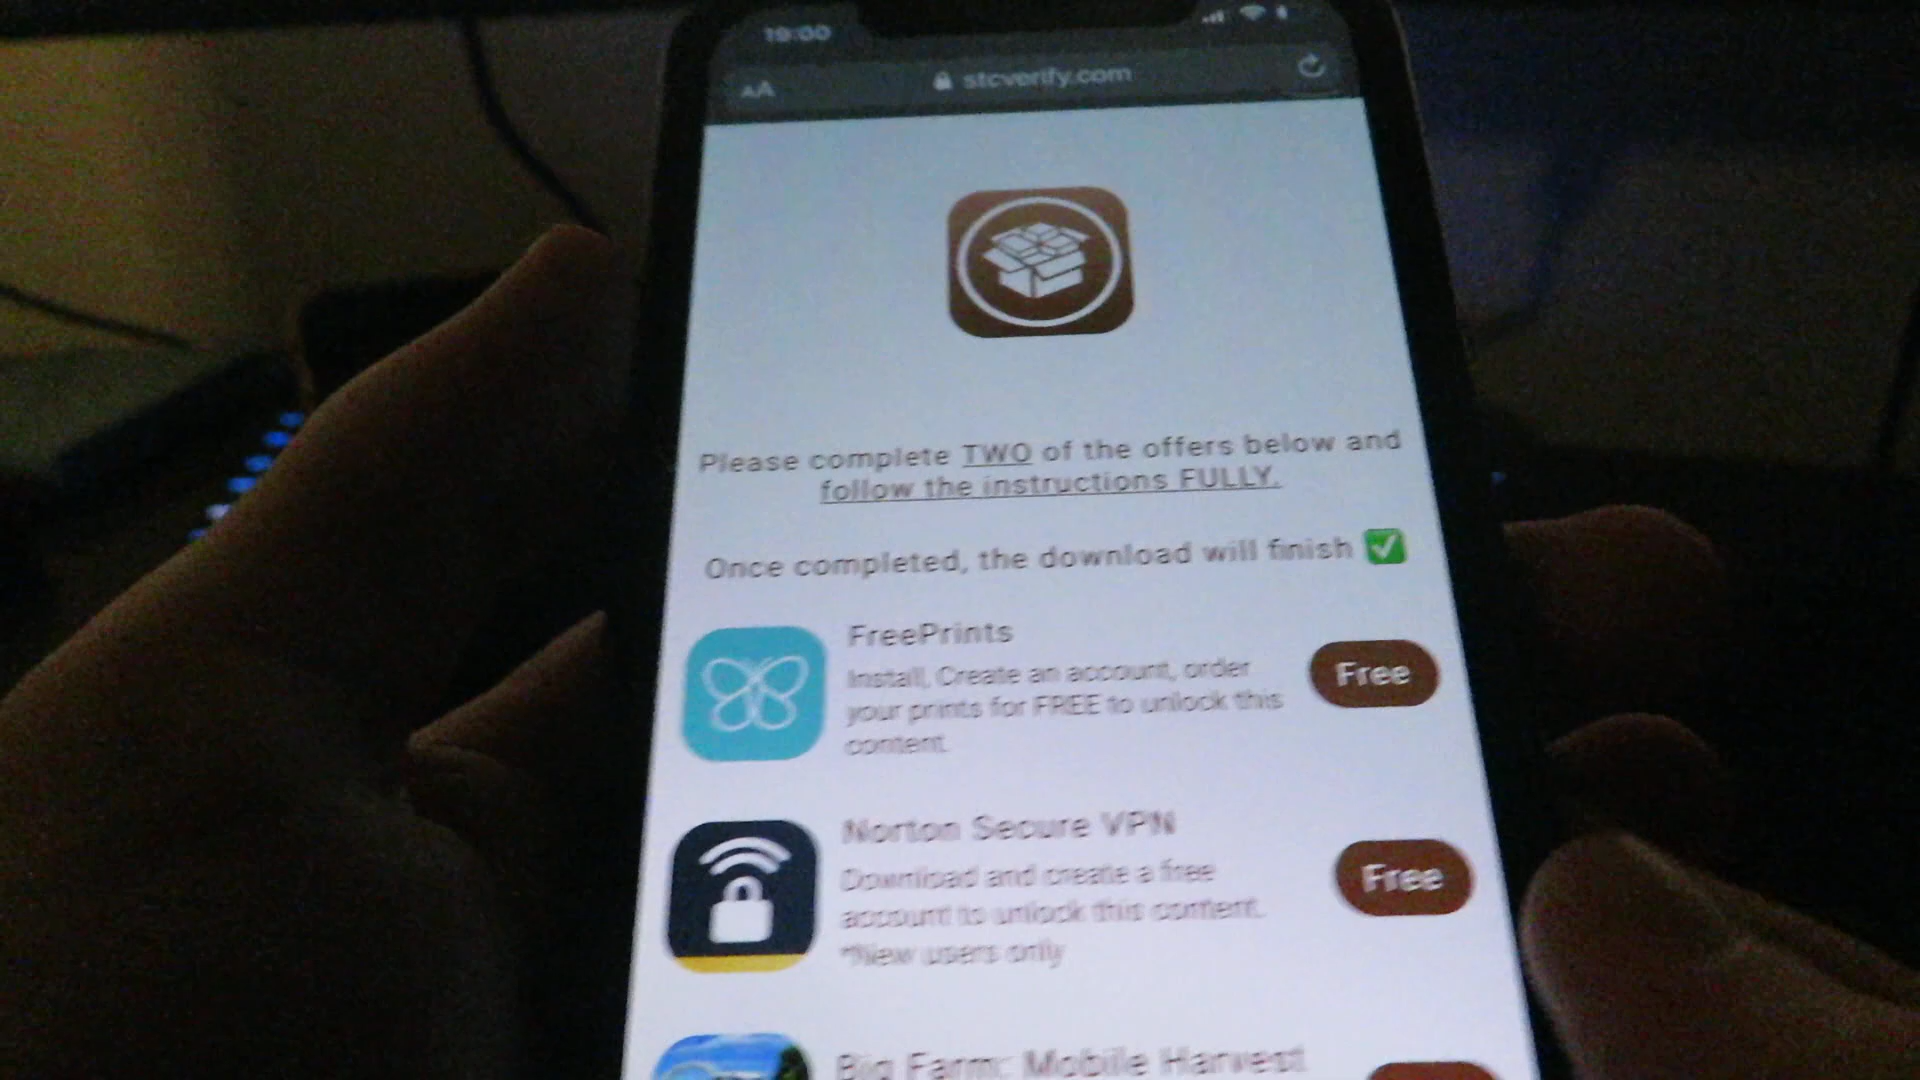 19:00
AA stcverify.com
Please complete TWO of the offers below and
follow the instructions FULLY.
Once completed, the download will finish ✅
FreePrints
Install, Create an account, order
your prints for FREE to unlock this
content.
Free
Norton Secure VPN
Download and create a free
account to unlock this content.
*New users only
Free
Big Farm: Mobile Harvest